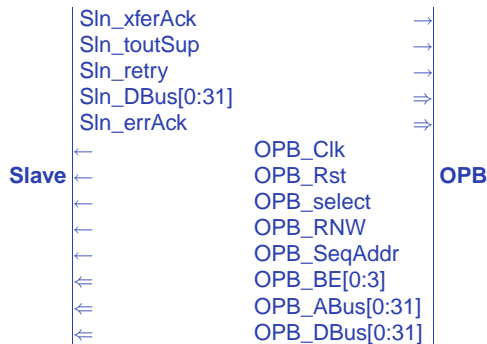 Sln_xferAck →
Sln_toutSup →
Sln_retry →
Sln_DBus[0:31] ⇒
Sln_errAck ⇒
← OPB_Clk
Slave ← OPB_Rst OPB
← OPB_select
← OPB_RNW
← OPB_SeqAddr
⇐ OPB_BE[0:3]
⇐ OPB_ABus[0:31]
⇐ OPB_DBus[0:31]